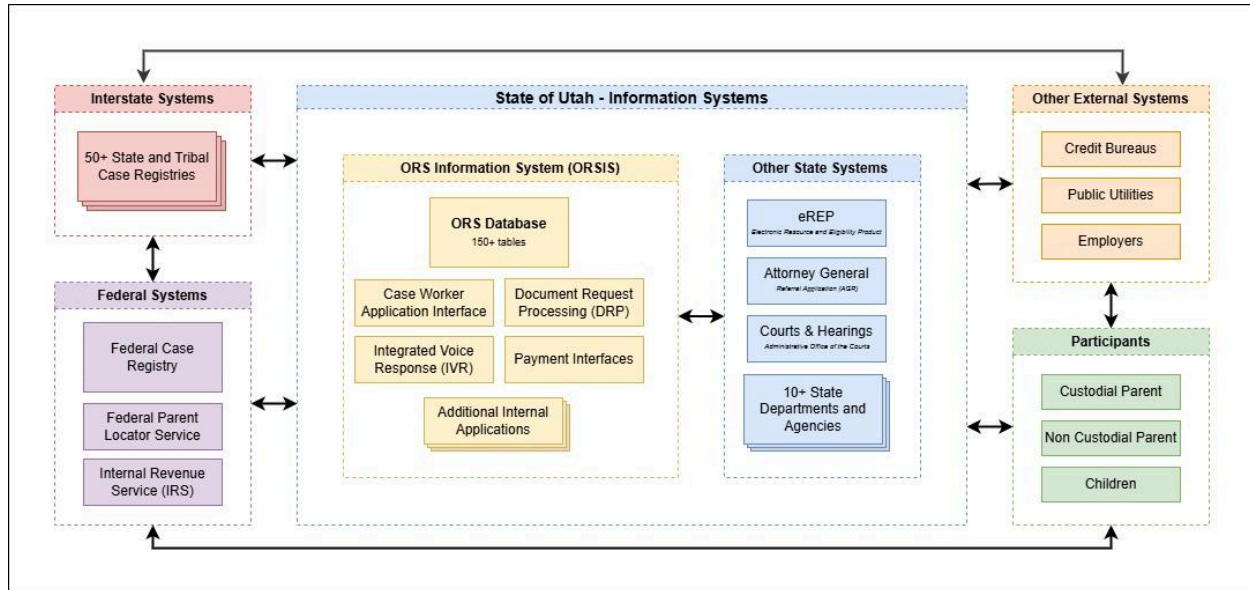 Interstate Systems
50+ State and Tribal
Case Registries
Federal Systems
Federal Case
Registry
Federal Parent
Locator Service
Internal Revenue
Service (IRS)
State of Utah - Information Systems
ORS Information System (ORSIS)
ORS Database
150+ tables
Case Worker
Application Interface
Document Request
Processing (DRP)
Integrated Voice
Response (IVR)
Payment Interfaces
Additional Internal
Applications
Other State Systems
eREP
Electronic Resource and Eligibility Product
Attorney General
Referral Application (AGR)
Courts & Hearings
Administrative Office of the Courts
10+ State
Departments and
Agencies
Other External Systems
Credit Bureaus
Public Utilities
Employers
Participants
Custodial Parent
Non Custodial Parent
Children